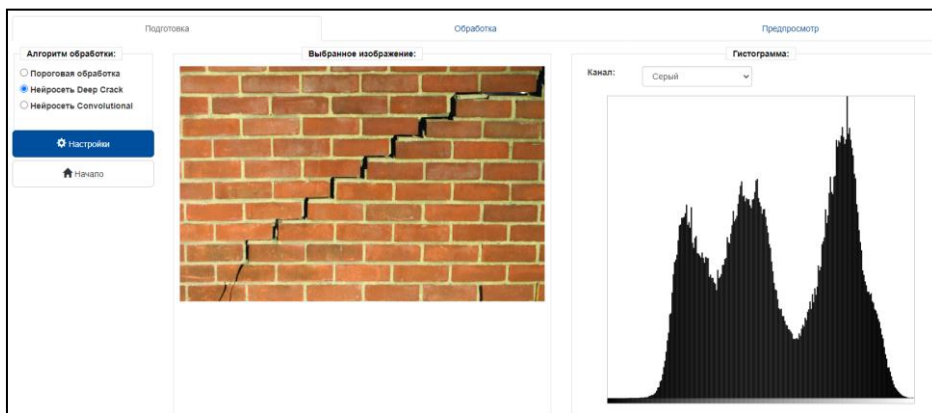 Подготовка
Обработка
Предпросмотр
Алгоритм обработки:
Пороговая обработка
Нейросеть Deep Crack
Нейросеть Convolutional
Настройки
Начало
Выбранное изображение:
Гистограмма:
Канал:
Серый